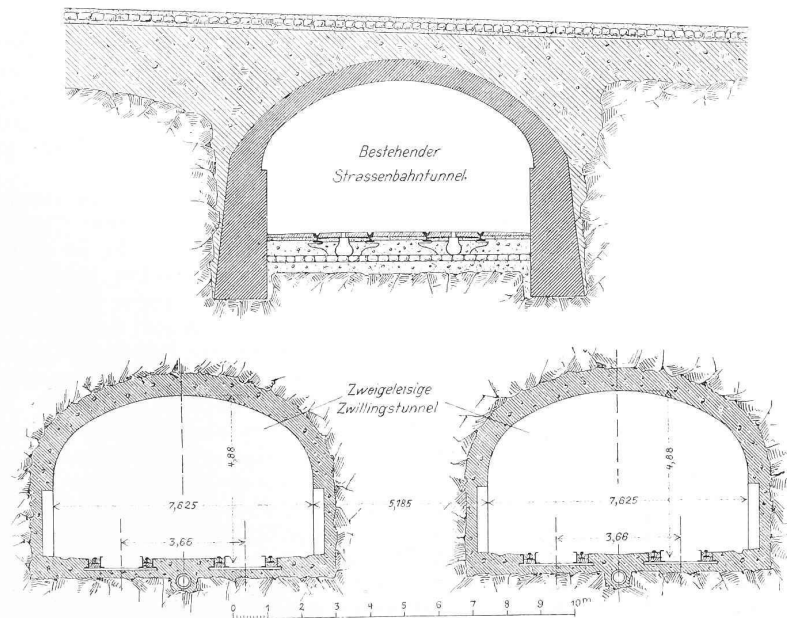 Bestehender
Strassenbahntunnel.
Zweigeleisige
Zwillingstunnel
4,88
4,88
7,625
5,185
7,625
3,66
3,66
0 1 2 3 4 5 6 7 8 9 10 m